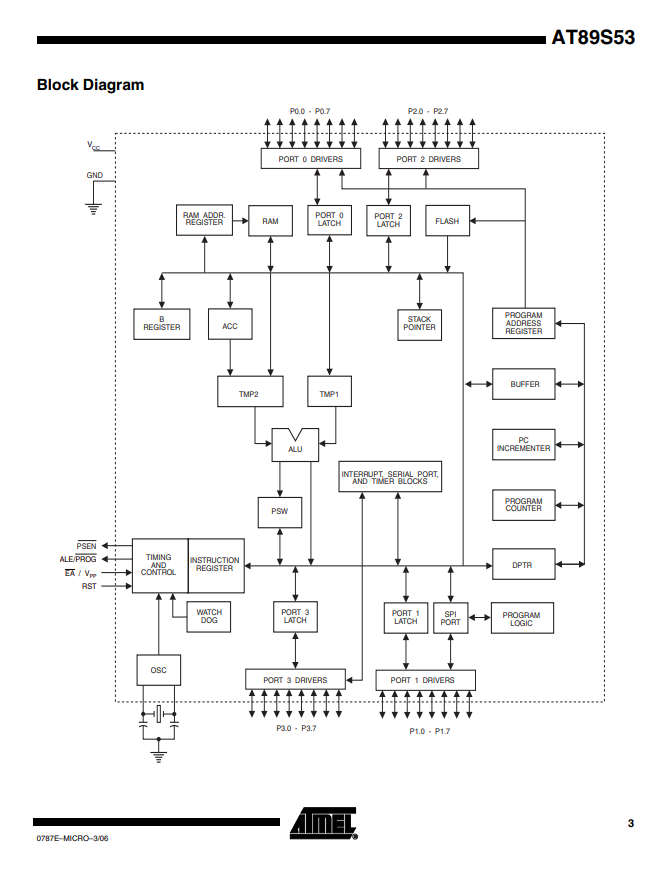 AT89S53
Block Diagram
P0.0 - P0.7
P2.0 - P2.7
VCC
GND
PORT 0 DRIVERS
PORT 2 DRIVERS
RAM ADDR.
REGISTER
RAM
PORT 0
LATCH
PORT 2
LATCH
FLASH
B
REGISTER
ACC
STACK
POINTER
PROGRAM
ADDRESS
REGISTER
TMP2
TMP1
BUFFER
ALU
PC
INCREMENTER
INTERRUPT, SERIAL PORT,
AND TIMER BLOCKS
PSW
PROGRAM
COUNTER
PSEN
ALE/PROG
EA / VPP
RST
TIMING
AND
CONTROL
INSTRUCTION
REGISTER
DPTR
WATCH
DOG
PORT 3
LATCH
PORT 1
LATCH
SPI
PORT
PROGRAM
LOGIC
OSC
PORT 3 DRIVERS
PORT 1 DRIVERS
P3.0 - P3.7
P1.0 - P1.7
ATMEL
®
3
0787E–MICRO–3/06